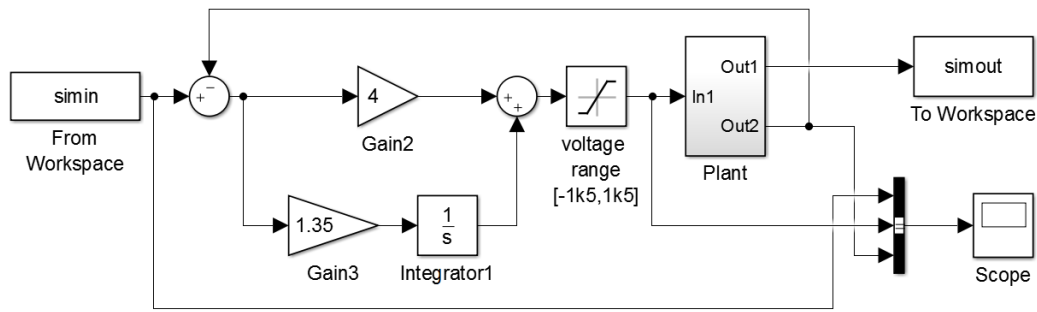 simin
From
Workspace
+
−
4
Gain2
1.35
Gain3
1
s
Integrator1
+
+
voltage
range
[-1k5,1k5]
In1
Out1
Out2
Plant
simout
To Workspace
Scope